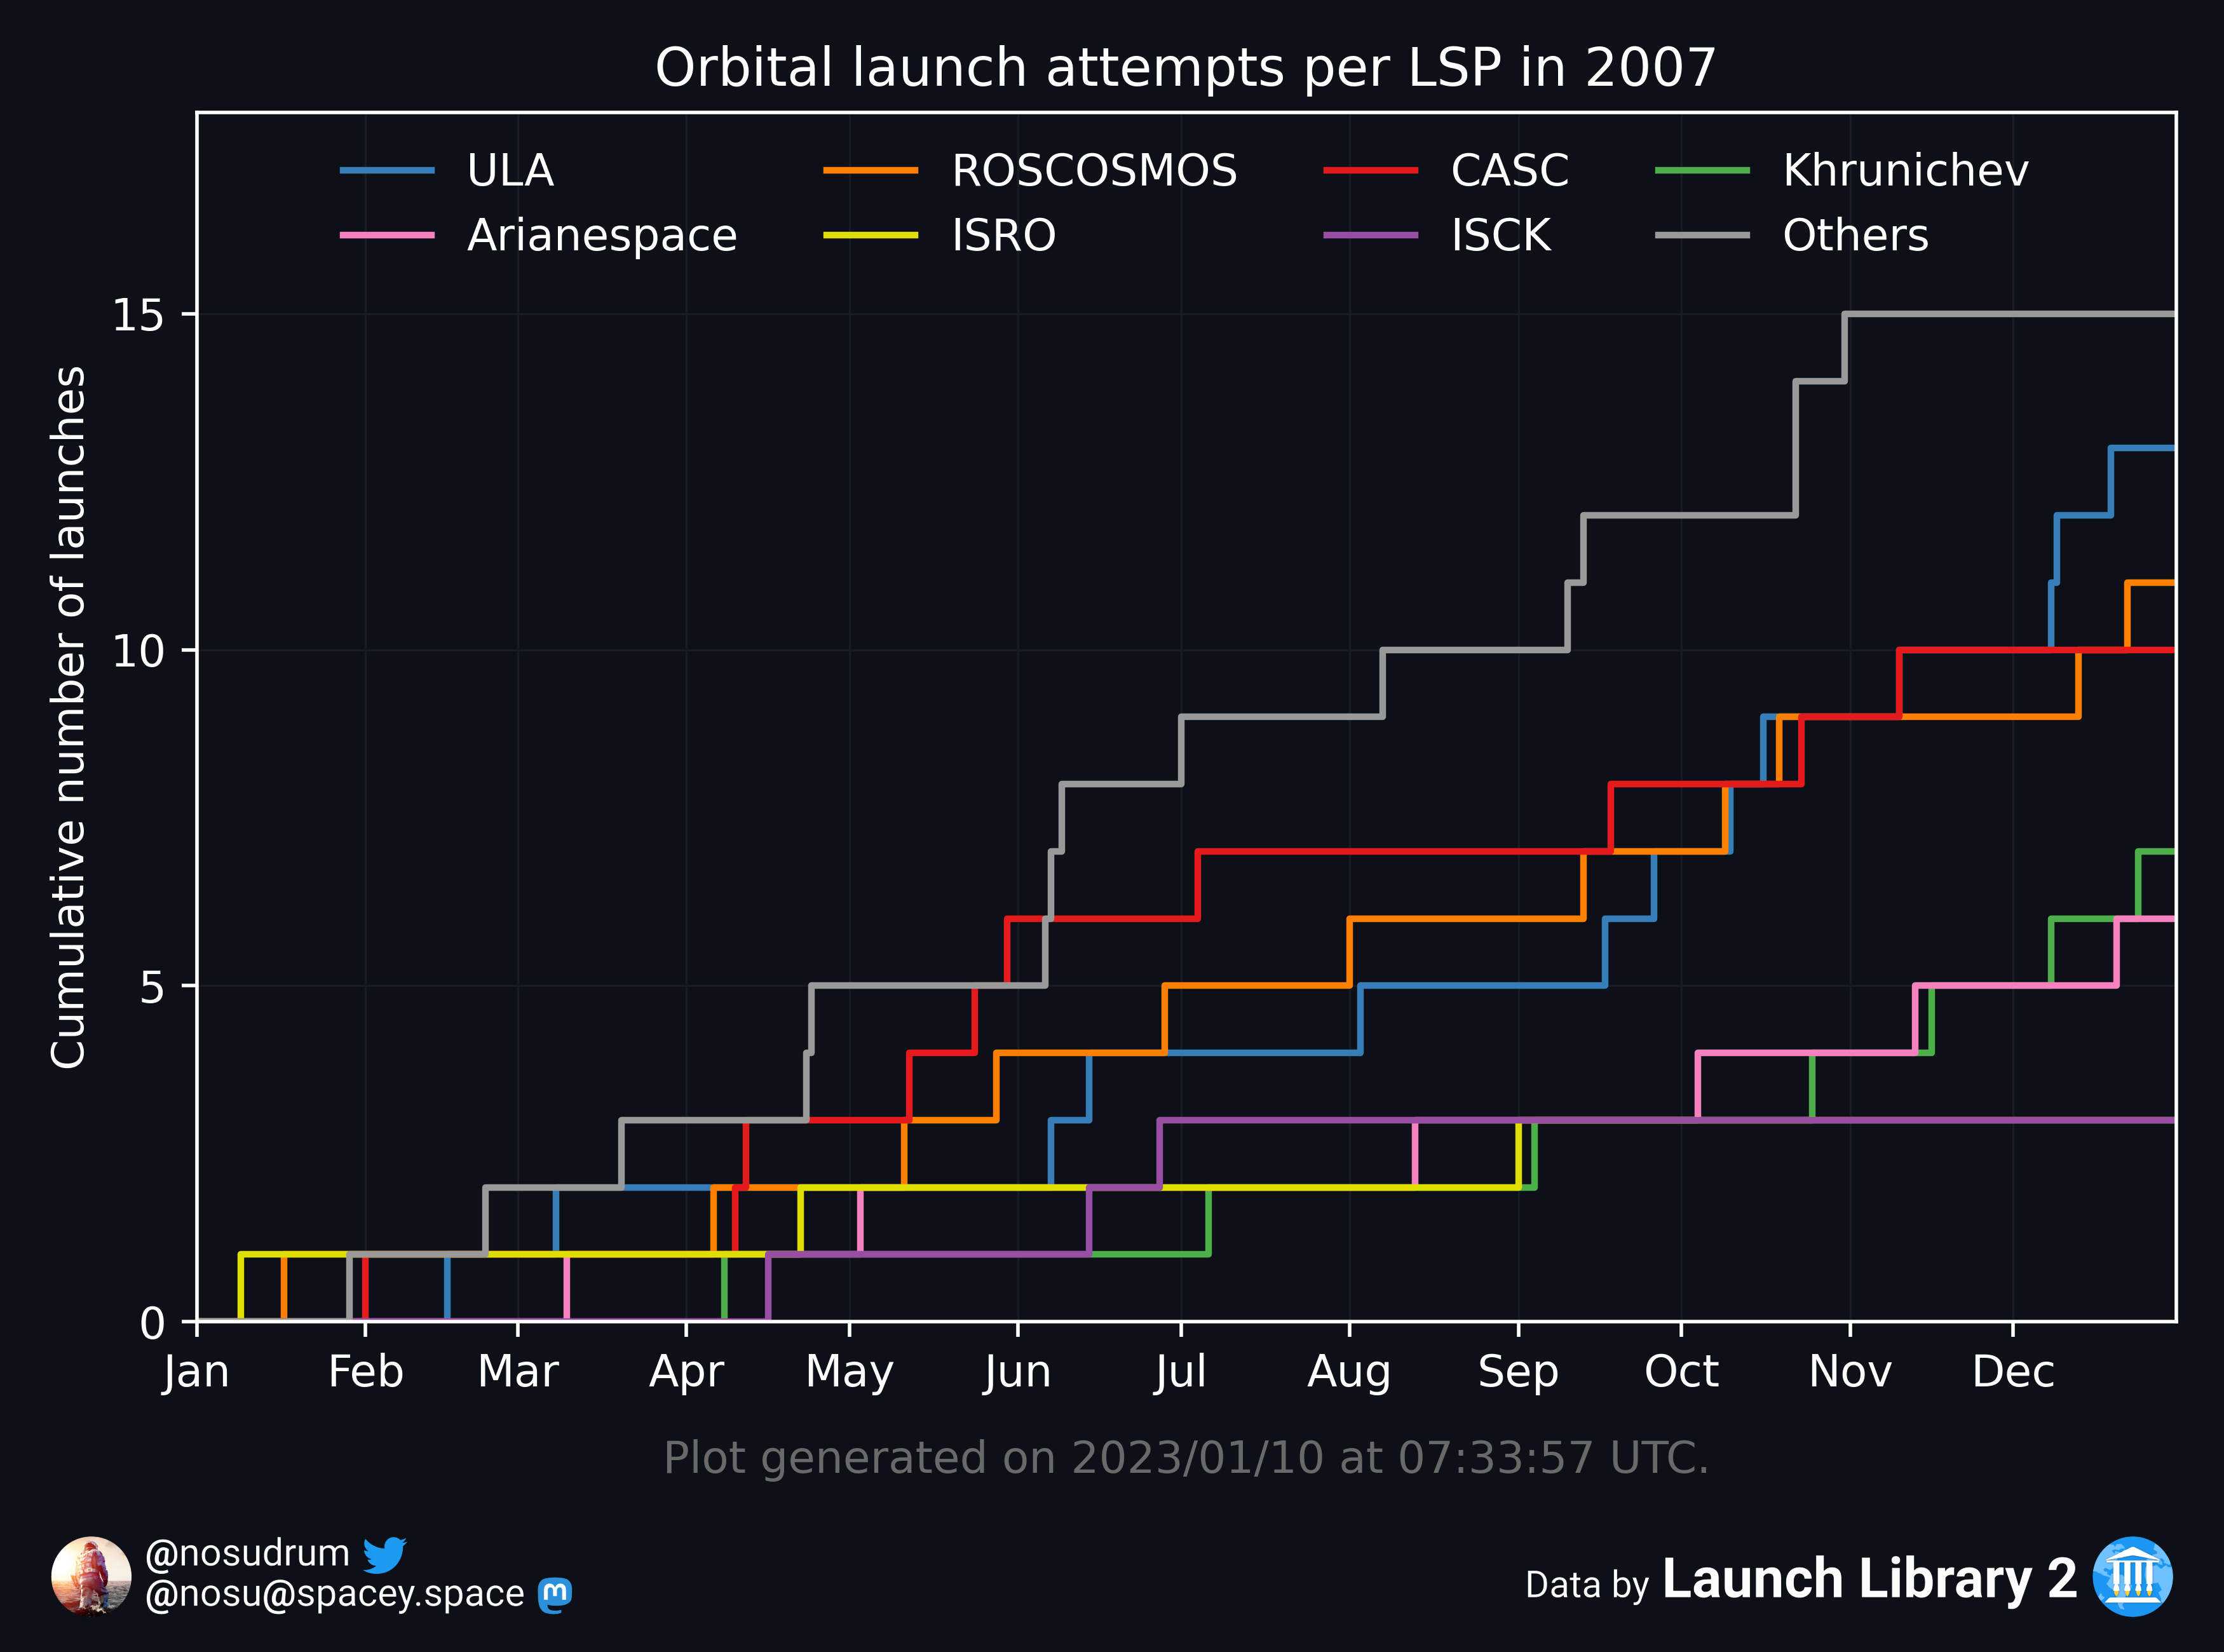 Orbital launch attempts per LSP in 2007
ULA ROSCOSMOS CASC Khrunichev
Arianespace ISRO ISCK Others
Cumulative number of launches
15
10
5
0
Jan Feb Mar Apr May Jun Jul Aug Sep Oct Nov Dec
Plot generated on 2023/01/10 at 07:33:57 UTC.
@nosudrum
@nosu@spacey.space
Data by Launch Library 2